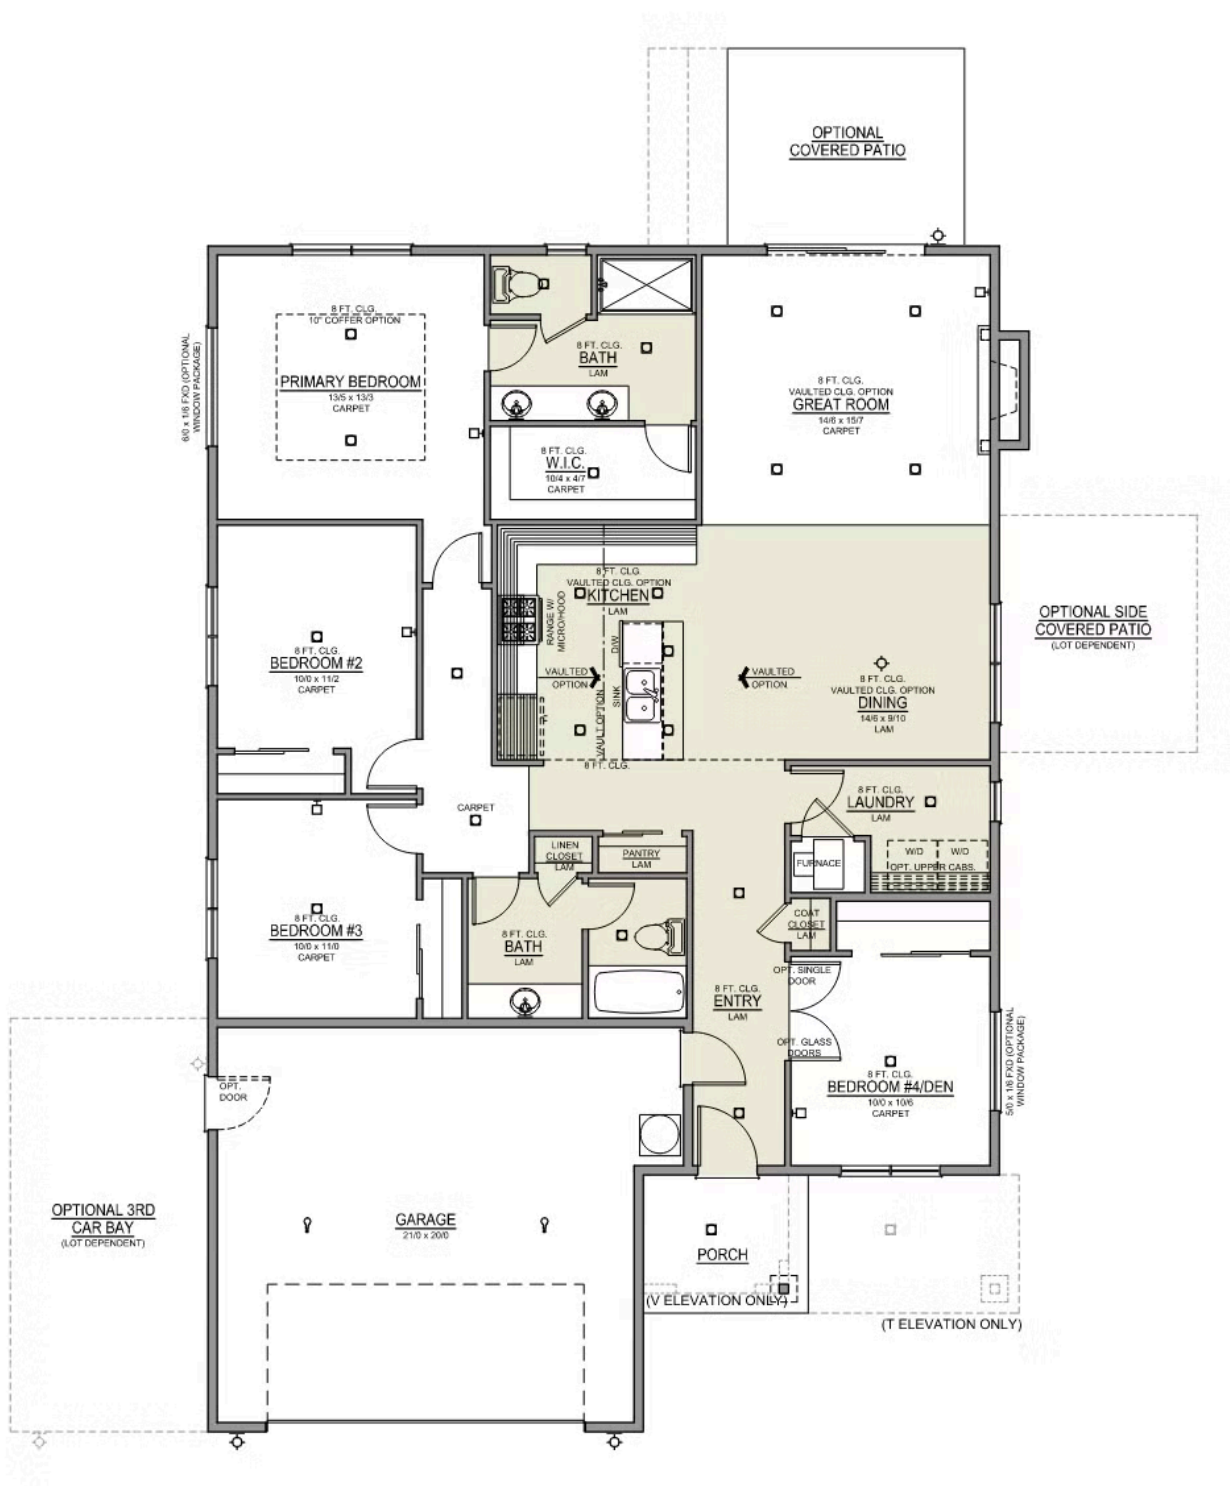 OPTIONAL
COVERED PATIO
8 FT. CLG.
10" COFFER OPTION
PRIMARY BEDROOM
13/5 x 13/3
CARPET
6/0 x 1/6 FXD (OPTIONAL
WINDOW PACKAGE)
8 FT. CLG.
BATH
LAM
8 FT. CLG.
VAULTED CLG. OPTION
GREAT ROOM
14/6 x 15/7
CARPET
8 FT. CLG.
W.I.C.
10/4 x 4/7
CARPET
8 FT. CLG.
VAULTED CLG. OPTION
KITCHEN
LAM
RANGE W/
MICRO/HOOD
D/W
SINK
VAULTED
OPTION
VAULT OPTION
F
8 FT. CLG.
VAULTED
OPTION
8 FT. CLG.
VAULTED CLG. OPTION
DINING
14/6 x 9/10
LAM
OPTIONAL SIDE
COVERED PATIO
(LOT DEPENDENT)
8 FT. CLG.
BEDROOM #2
10/0 x 11/2
CARPET
CARPET
8 FT. CLG.
LAUNDRY
LAM
W/D
W/D
OPT. UPPER CABS.
FURNACE
LINEN
CLOSET
LAM
PANTRY
LAM
8 FT. CLG.
BEDROOM #3
10/0 x 11/0
CARPET
8 FT. CLG.
BATH
LAM
COAT
CLOSET
LAM
8 FT. CLG.
ENTRY
LAM
OPT. SINGLE
DOOR
OPT. GLASS
DOORS
8 FT. CLG.
BEDROOM #4/DEN
10/0 x 10/6
CARPET
5/0 x 1/6 FXD (OPTIONAL
WINDOW PACKAGE)
OPT.
DOOR
OPTIONAL 3RD
CAR BAY
(LOT DEPENDENT)
GARAGE
21/0 x 20/0
PORCH
(V ELEVATION ONLY)
(T ELEVATION ONLY)